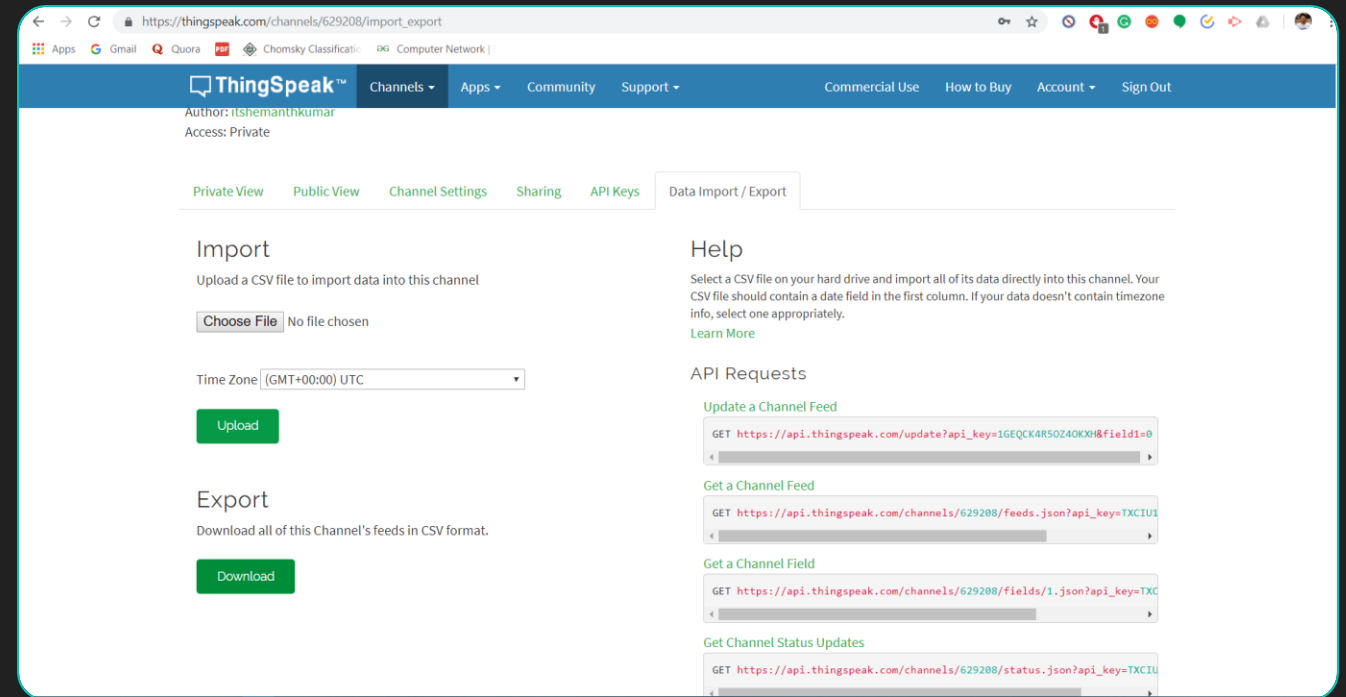 https://thingspeak.com/channels/629208/import_export
Apps Gmail Quora PDF Chomsky Classificatio GG Computer Network |
ThingSpeak™ Channels Apps Community Support Commercial Use How to Buy Account Sign Out
Author: itshemanthkumar
Access: Private
Private View Public View Channel Settings Sharing API Keys Data Import / Export
Import
Upload a CSV file to import data into this channel
Choose File No file chosen
Time Zone (GMT+00:00) UTC
Upload
Export
Download all of this Channel's feeds in CSV format.
Download
Help
Select a CSV file on your hard drive and import all of its data directly into this channel. Your
CSV file should contain a date field in the first column. If your data doesn't contain timezone
info, select one appropriately.
Learn More
API Requests
Update a Channel Feed
GET https://api.thingspeak.com/update?api_key=1GEQCK4R5OZ4OKXH&field1=0
Get a Channel Feed
GET https://api.thingspeak.com/channels/629208/feeds.json?api_key=TXCIU1
Get a Channel Field
GET https://api.thingspeak.com/channels/629208/fields/1.json?api_key=TXC
Get Channel Status Updates
GET https://api.thingspeak.com/channels/629208/status.json?api_key=TXCIU